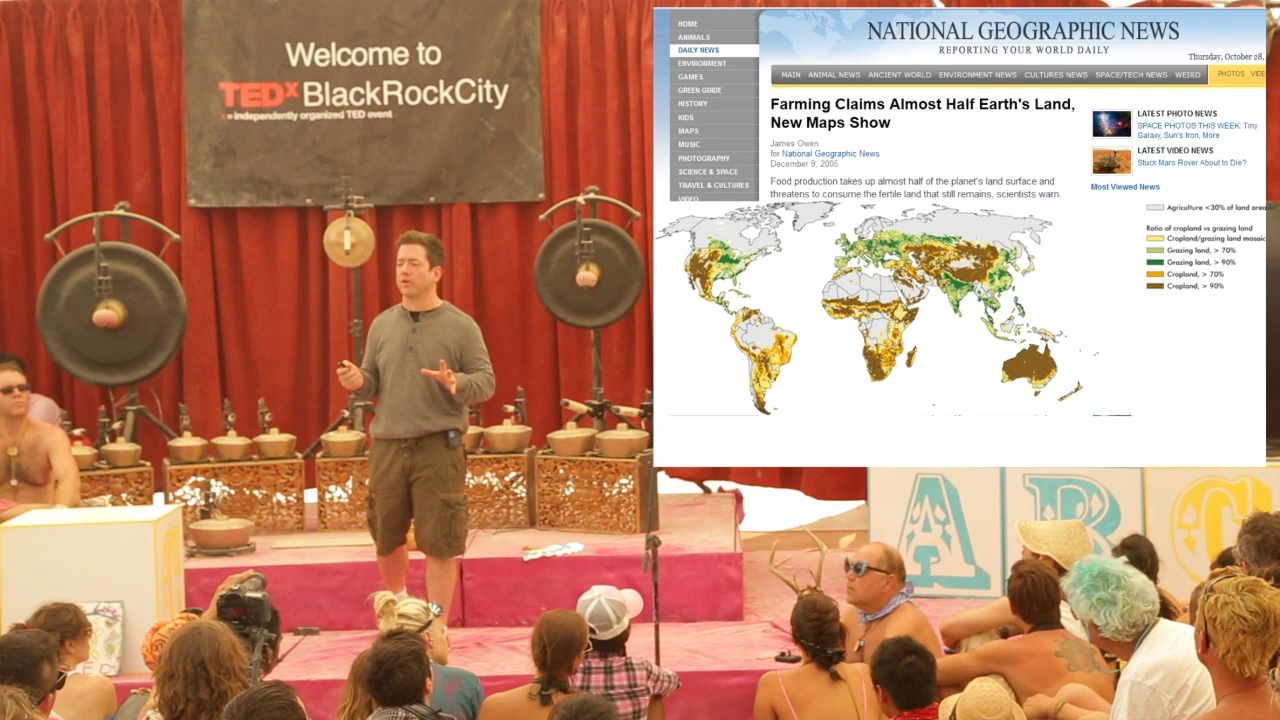 Welcome to
TEDx BlackRockCity
x = independently organized TED event
HOME
ANIMALS
DAILY NEWS
ENVIRONMENT
GAMES
GREEN GUIDE
HISTORY
KIDS
MAPS
MUSIC
PHOTOGRAPHY
SCIENCE & SPACE
TRAVEL & CULTURES
VIDEO
NATIONAL GEOGRAPHIC NEWS
REPORTING YOUR WORLD DAILY
Thursday, October 28,
MAIN ANIMAL NEWS ANCIENT WORLD ENVIRONMENT NEWS CULTURES NEWS SPACE/TECH NEWS WEIRD PHOTOS VIDE
Farming Claims Almost Half Earth's Land,
New Maps Show
James Owen
for National Geographic News
December 9, 2005
Food production takes up almost half of the planet's land surface and
threatens to consume the fertile land that still remains, scientists warn.
LATEST PHOTO NEWS
SPACE PHOTOS THIS WEEK: Tiny
Galaxy, Sun's Iron, More
LATEST VIDEO NEWS
Stuck Mars Rover About to Die?
Most Viewed News
Agriculture <30% of land area
Ratio of cropland vs grazing land
Cropland/grazing land mosaic
Grazing land, > 70%
Grazing land, > 90%
Cropland, > 70%
Cropland, > 90%
A B C